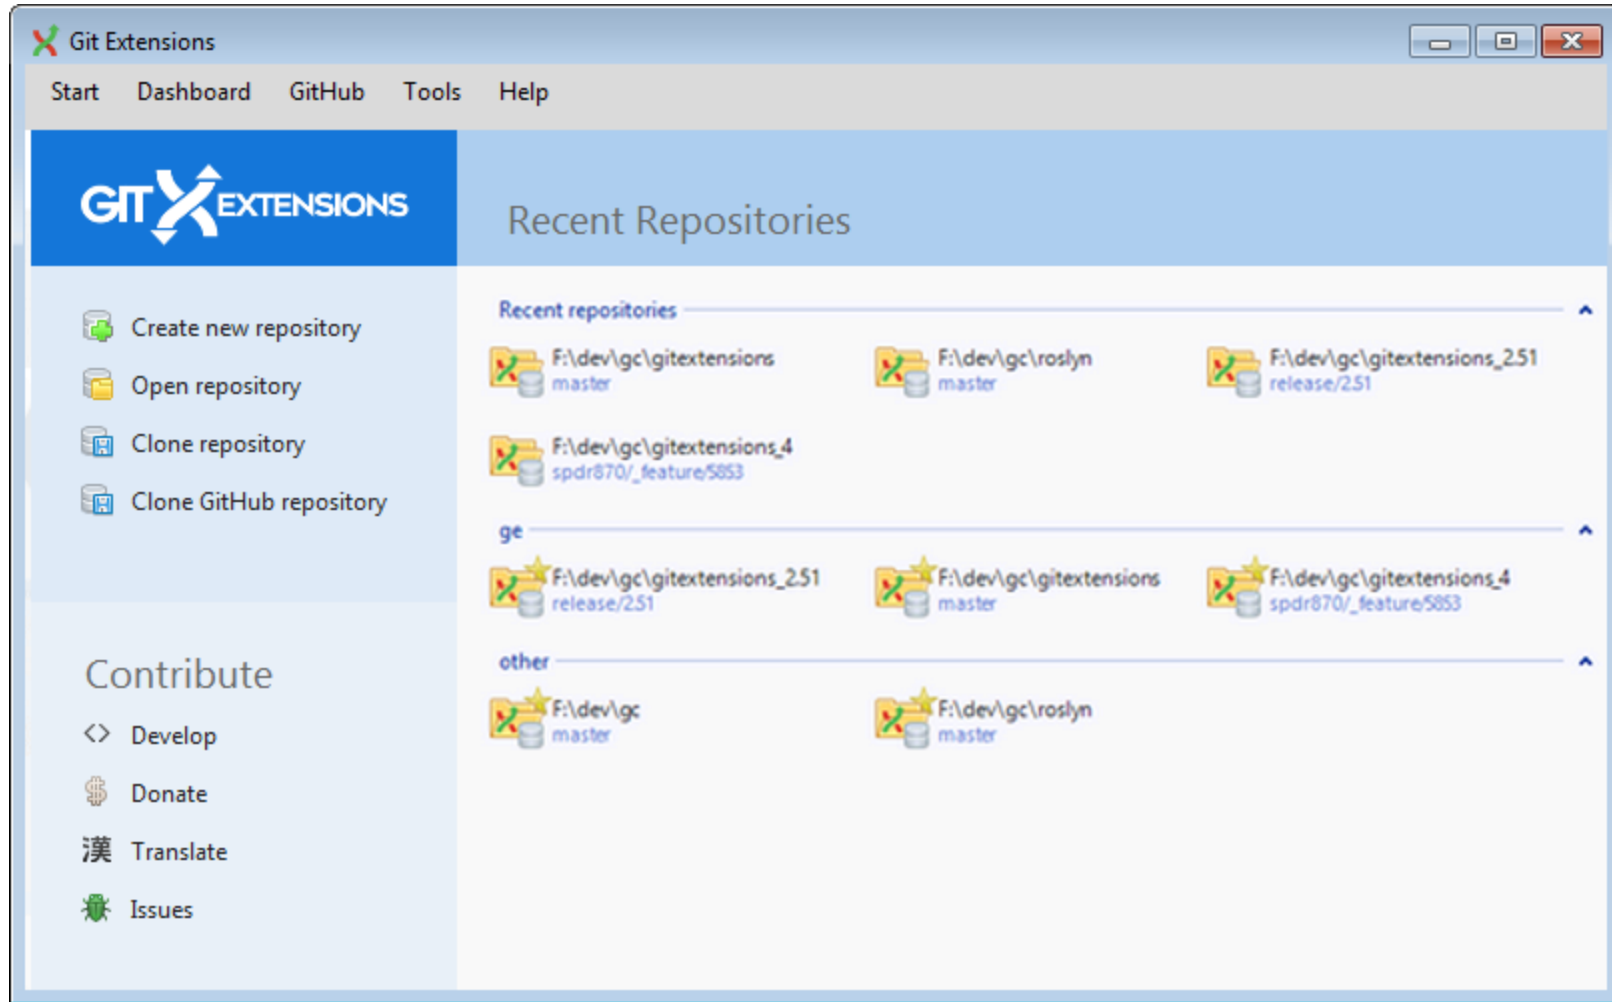 Git Extensions
Start Dashboard GitHub Tools Help
GIT EXTENSIONS
Recent Repositories
Create new repository
Open repository
Clone repository
Clone GitHub repository
Contribute
Develop
Donate
漢 Translate
Issues
Recent repositories
F:\dev\gc\gitextensions
master
F:\dev\gc\roslyn
master
F:\dev\gc\gitextensions_2.51
release/2.51
F:\dev\gc\gitextensions_4
spdr870/_feature/5853
ge
F:\dev\gc\gitextensions_2.51
release/2.51
F:\dev\gc\gitextensions
master
F:\dev\gc\gitextensions_4
spdr870/_feature/5853
other
F:\dev\gc
master
F:\dev\gc\roslyn
master